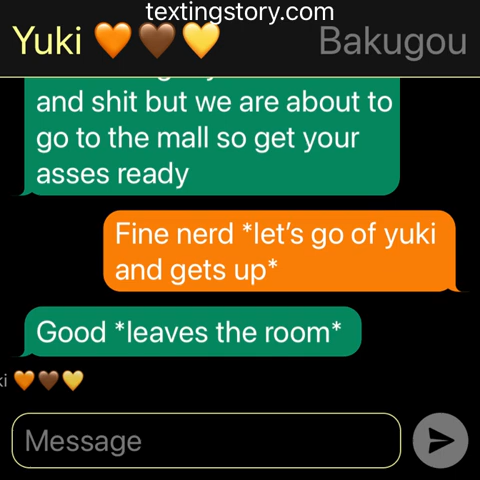 textingstory.com
Yuki 🧡🤎💛 Bakugou
and shit but we are about to
go to the mall so get your
asses ready
Fine nerd *let's go of yuki
and gets up*
Good *leaves the room*
ki 🧡🤎💛
Message